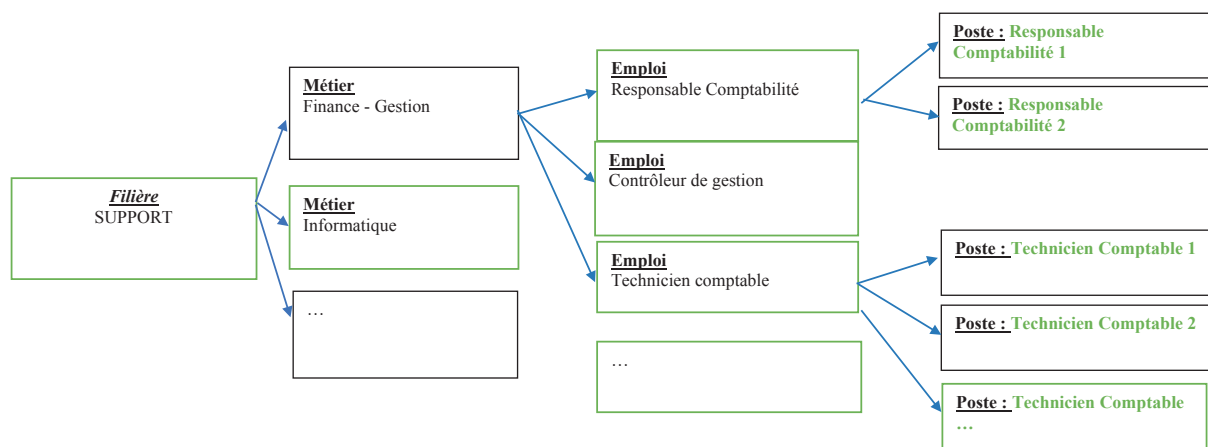 Filière
SUPPORT
Métier
Finance - Gestion
Métier
Informatique
…
Emploi
Responsable Comptabilité
Emploi
Contrôleur de gestion
Emploi
Technicien comptable
…
Poste : Responsable
Comptabilité 1
Poste : Responsable
Comptabilité 2
Poste : Technicien Comptable 1
Poste : Technicien Comptable 2
Poste : Technicien Comptable
…